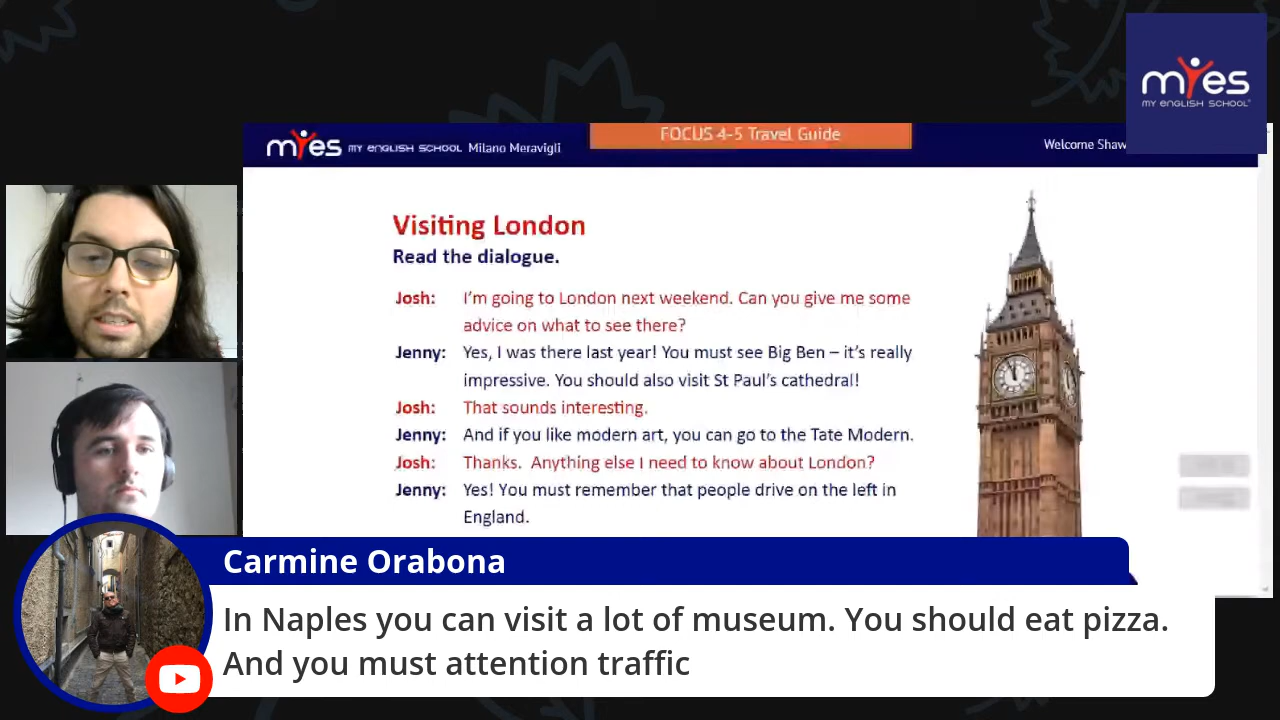 myes
MY ENGLISH SCHOOL
FOCUS 4-5 Travel Guide
myes MY ENGLISH SCHOOL Milano Meravigli
Welcome Shaw
Visiting London
Read the dialogue.
Josh: I'm going to London next weekend. Can you give me some
advice on what to see there?
Jenny: Yes, I was there last year! You must see Big Ben – it's really
impressive. You should also visit St Paul's cathedral!
Josh: That sounds interesting.
Jenny: And if you like modern art, you can go to the Tate Modern.
Josh: Thanks. Anything else I need to know about London?
Jenny: Yes! You must remember that people drive on the left in
England.
Carmine Orabona
In Naples you can visit a lot of museum. You should eat pizza.
And you must attention traffic